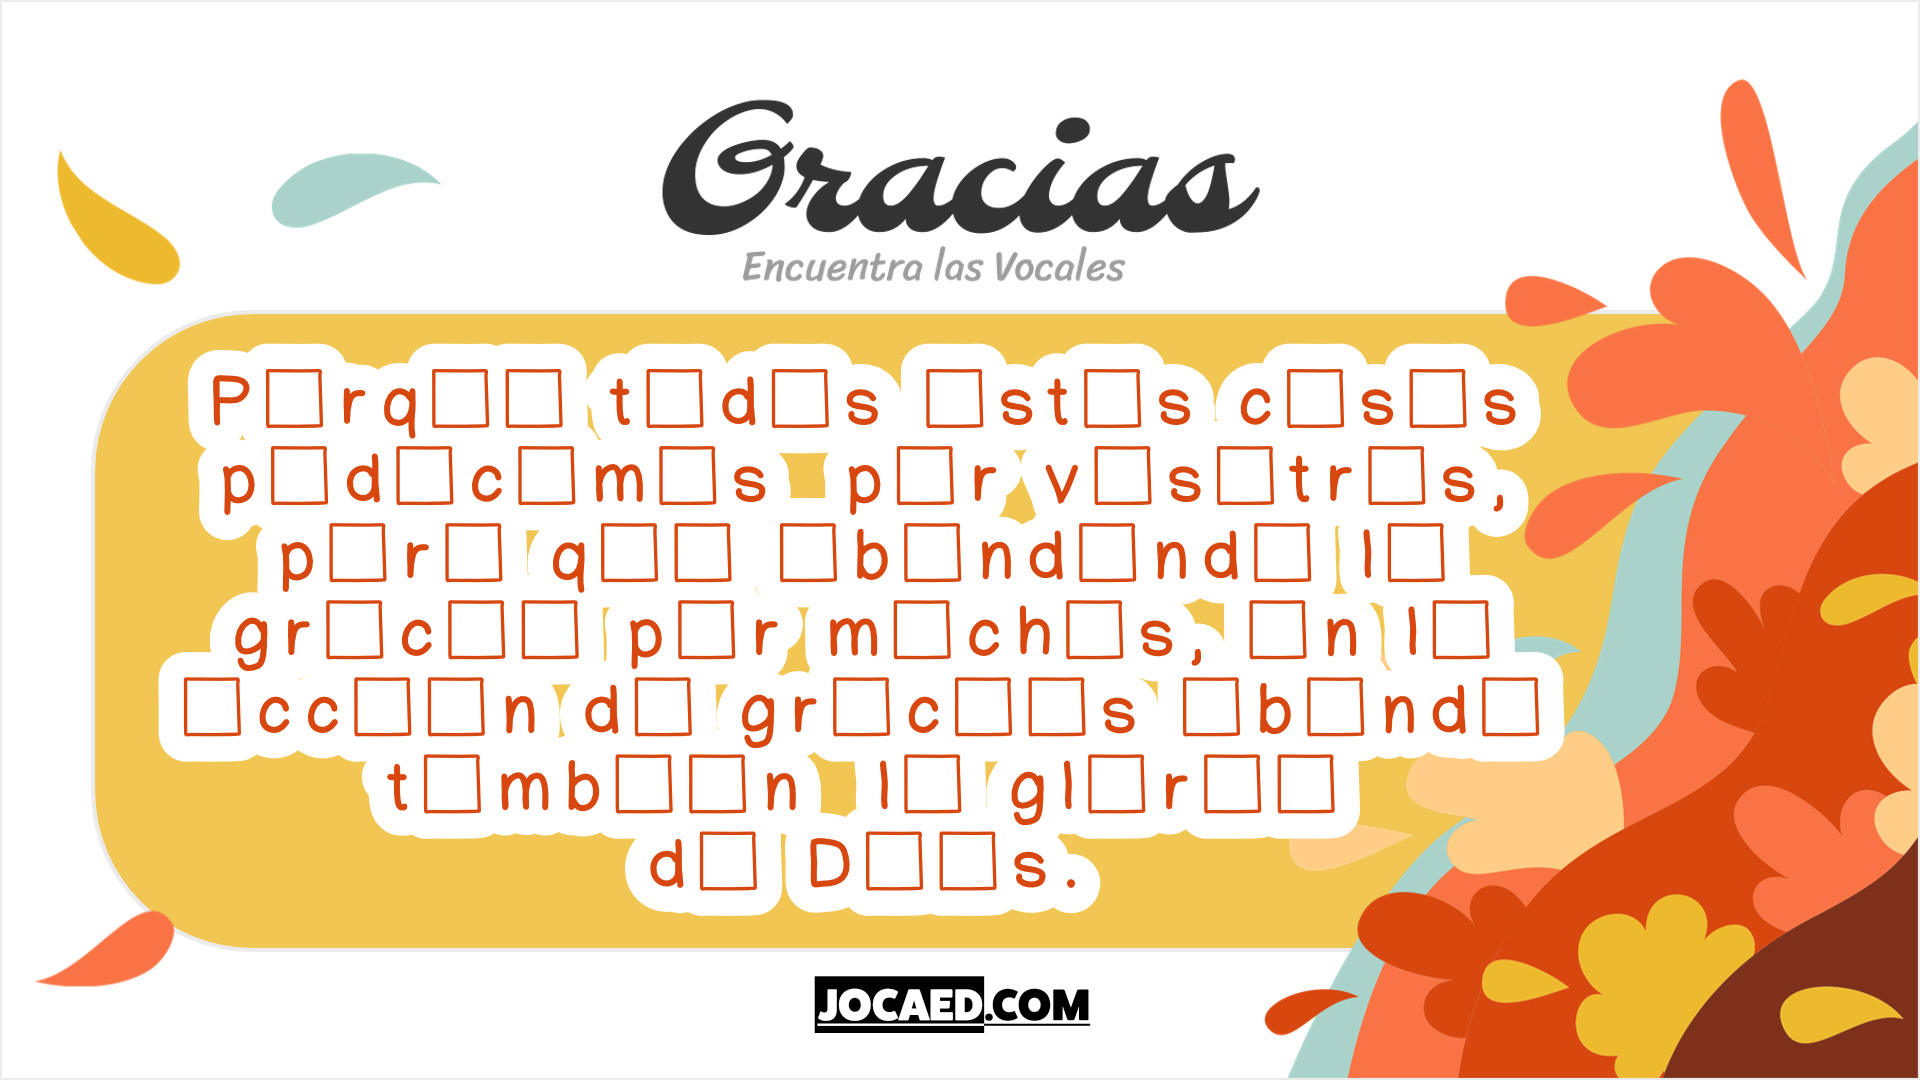 Gracias
Encuentra las Vocales
P□rq□□ t□d□s □st□s c□s□s
p□d□c□m□s p□r v□s□tr□s,
p□r□ q□□ □b□nd□nd□ l□
gr□c□□ p□r m□ch□s, □n l□
□cc□□n d□ gr□c□□s □b□nd□
t□mb□□n l□ gl□r□□
d□ D□□s.
JOCAED.COM